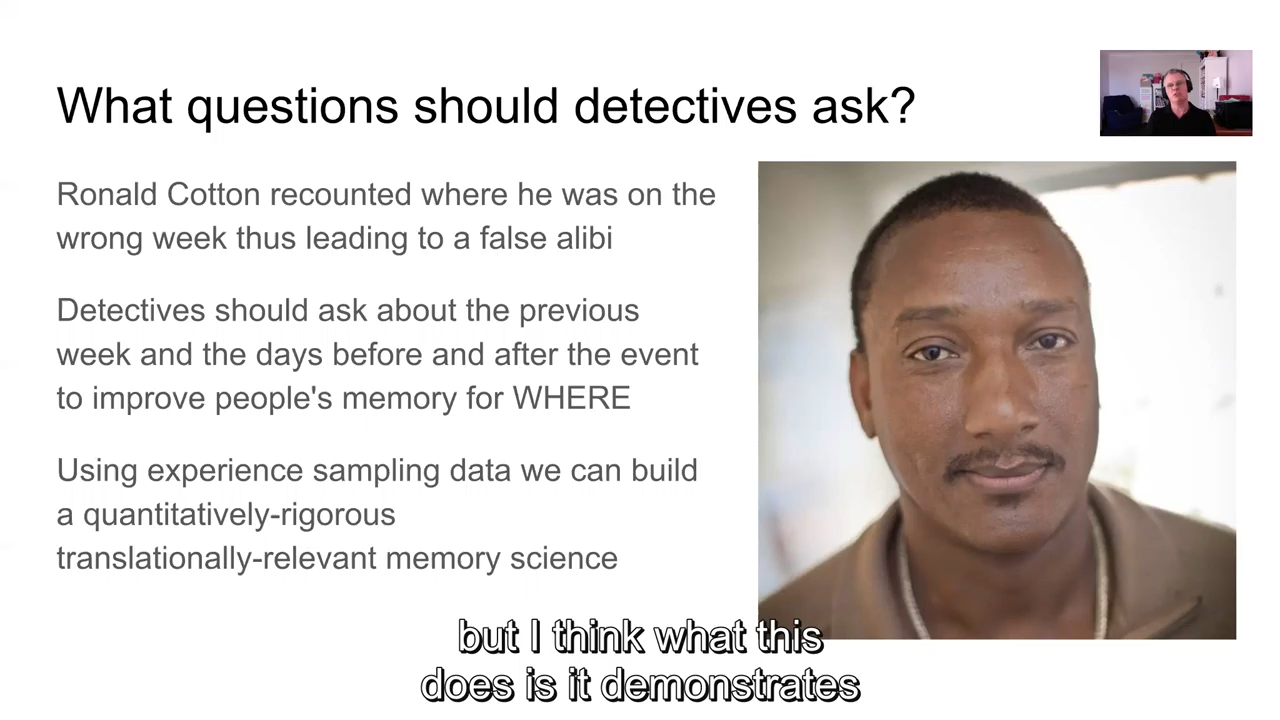 What questions should detectives ask?
Ronald Cotton recounted where he was on the
wrong week thus leading to a false alibi
Detectives should ask about the previous
week and the days before and after the event
to improve people's memory for WHERE
Using experience sampling data we can build
a quantitatively-rigorous
translationally-relevant memory science
but I think what this
does is it demonstrates